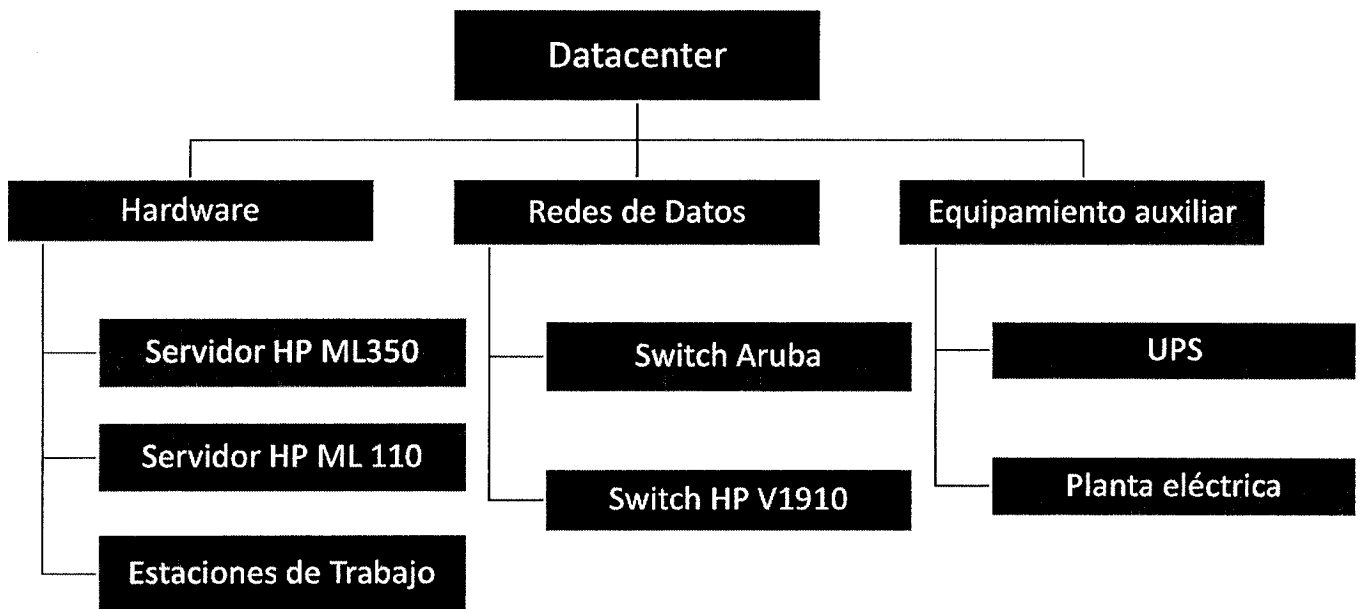 Datacenter
Hardware
Redes de Datos
Equipamiento auxiliar
Servidor HP ML350
Servidor HP ML 110
Estaciones de Trabajo
Switch Aruba
Switch HP V1910
UPS
Planta eléctrica